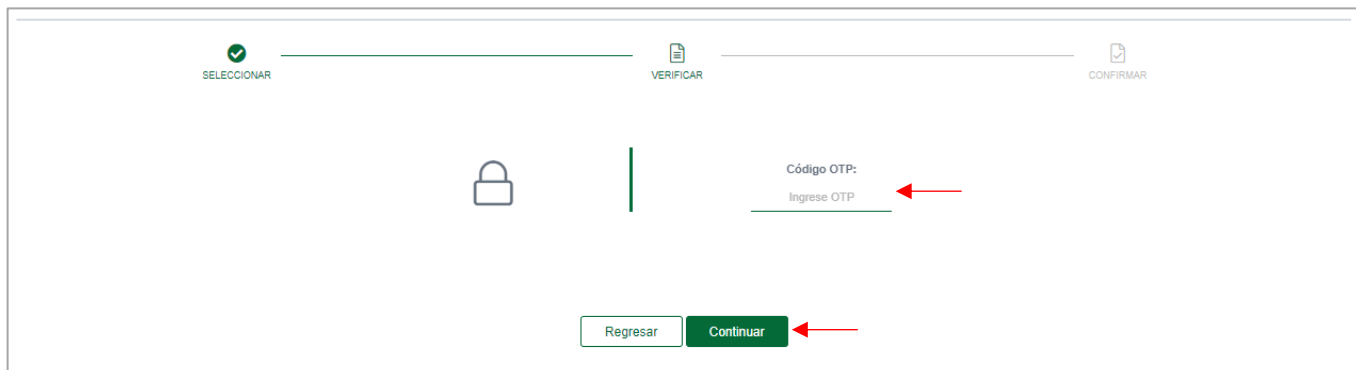 SELECCIONAR
VERIFICAR
CONFIRMAR
Código OTP:
Ingrese OTP
Regresar
Continuar